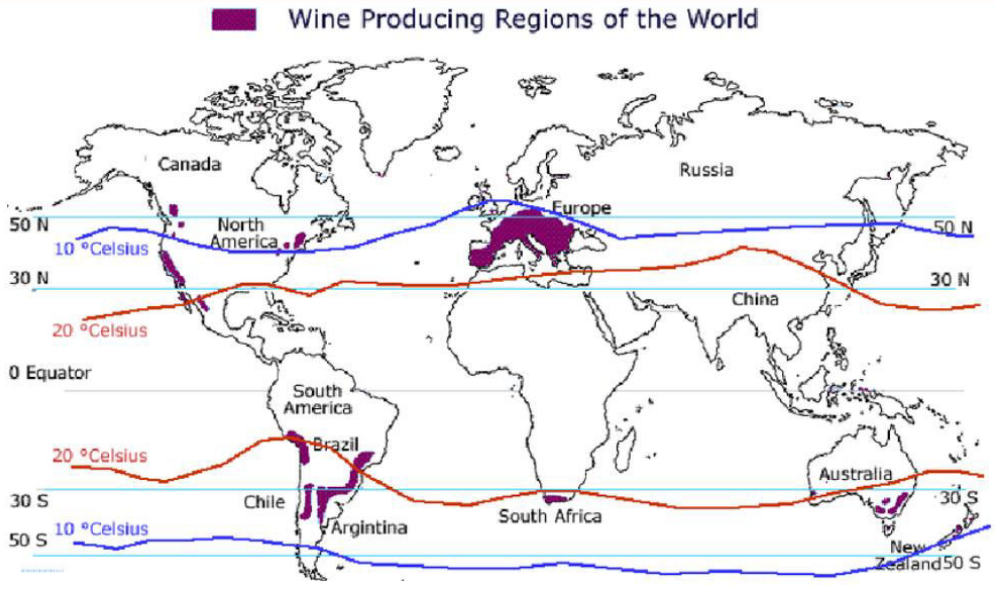 Wine Producing Regions of the World
Canada
Russia
Europe
50 N
North
America
50 N
10 °Celsius
30 N
30 N
China
20 °Celsius
0 Equator
South
America
Brazil
20 °Celsius
Australia
30 S
Chile
30 S
South Africa
10 °Celsius
Argintina
50 S
New
Zealand
50 S